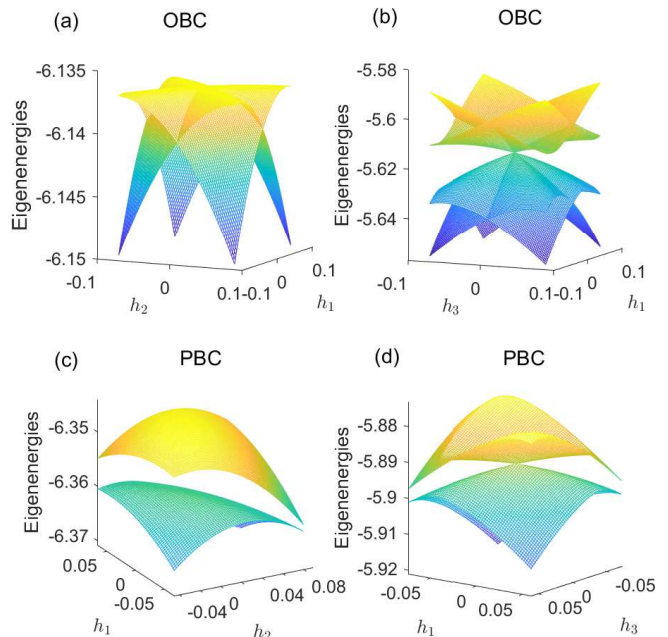 (a) OBC
-6.135
-6.14
-6.145
-6.15
Eigenenergies
-0.1
0
0.1
-0.1
0
0.1
h2
h1
(b) OBC
-5.58
-5.6
-5.62
-5.64
Eigenenergies
-0.1
0
0.1
-0.1
0
0.1
h3
h1
(c) PBC
-6.35
-6.36
-6.37
Eigenenergies
0.05
0
-0.05
-0.04
0
0.04
0.08
h1
h2
(d) PBC
-5.88
-5.89
-5.9
-5.91
-5.92
Eigenenergies
-0.05
0
0.05
0.05
0
-0.05
h1
h3